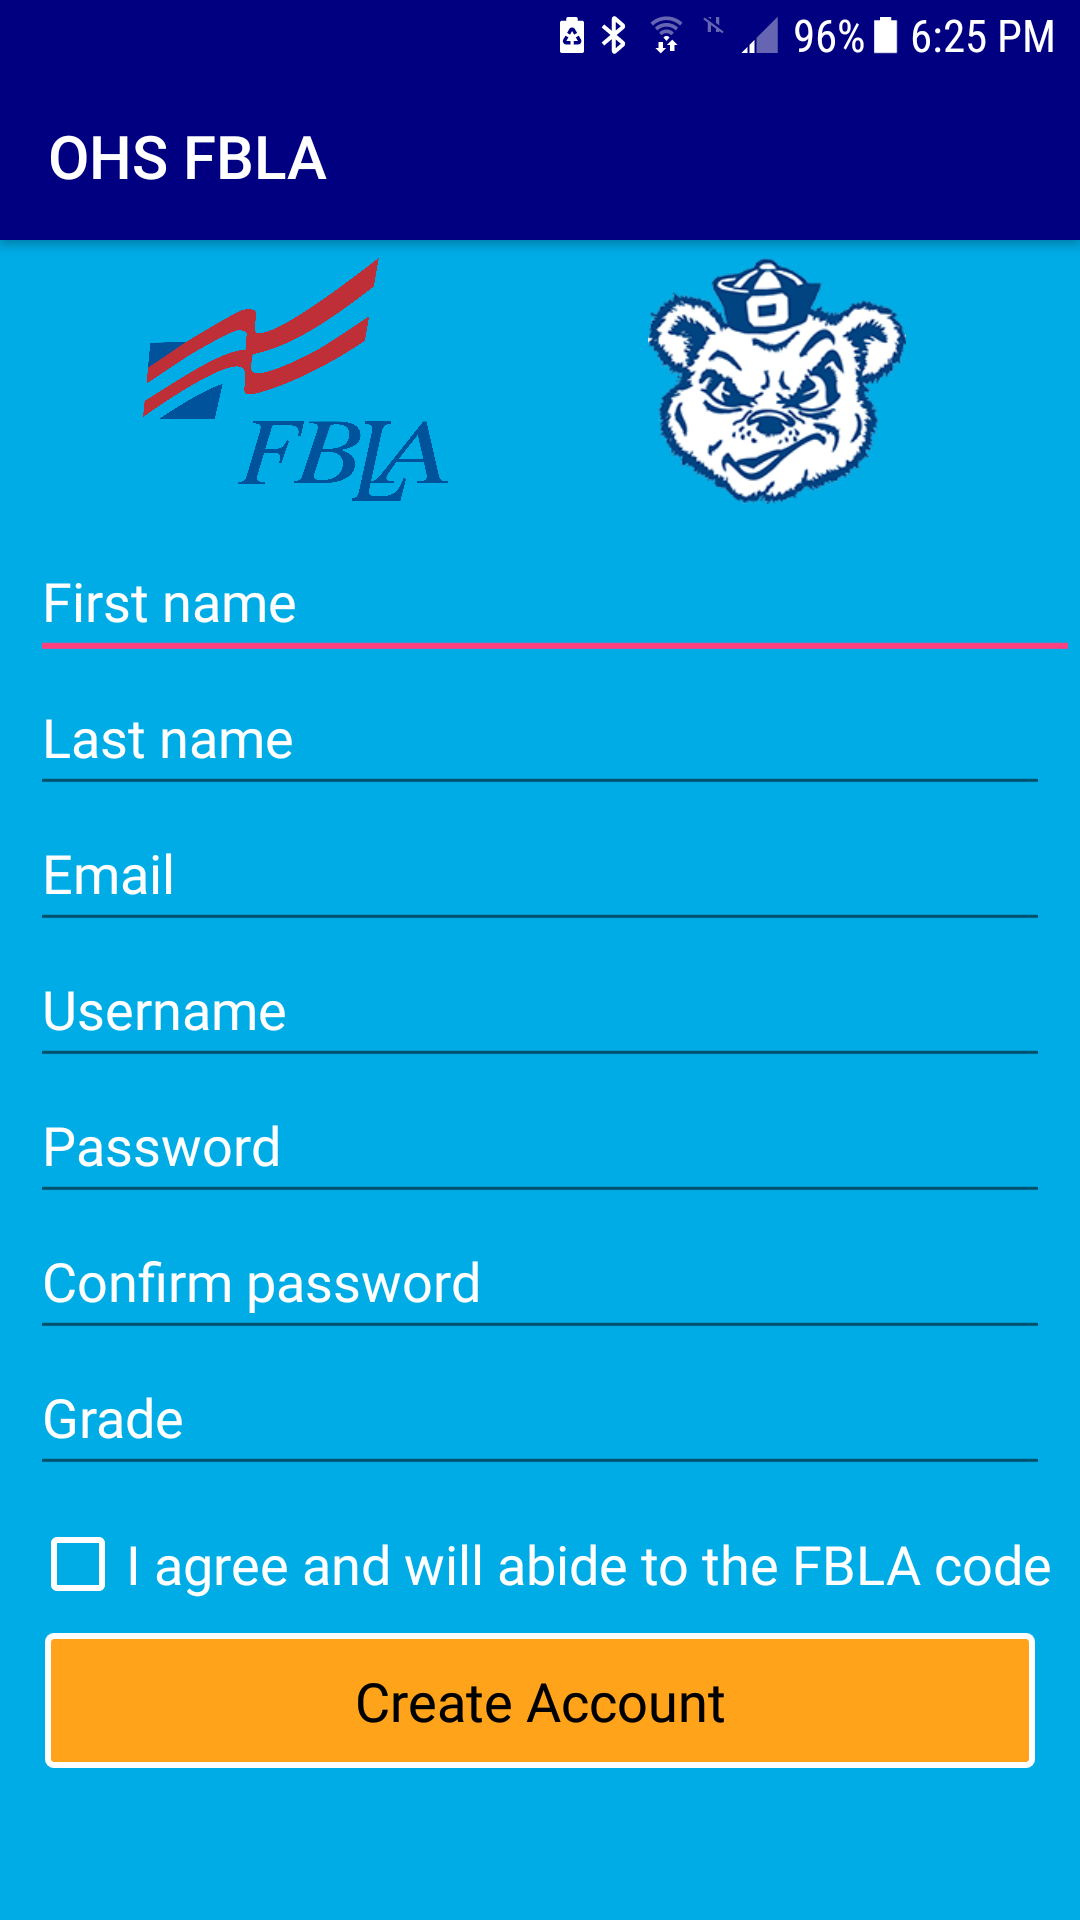 96% 6:25 PM
OHS FBLA
FBLA
First name
Last name
Email
Username
Password
Confirm password
Grade
I agree and will abide to the FBLA code
Create Account